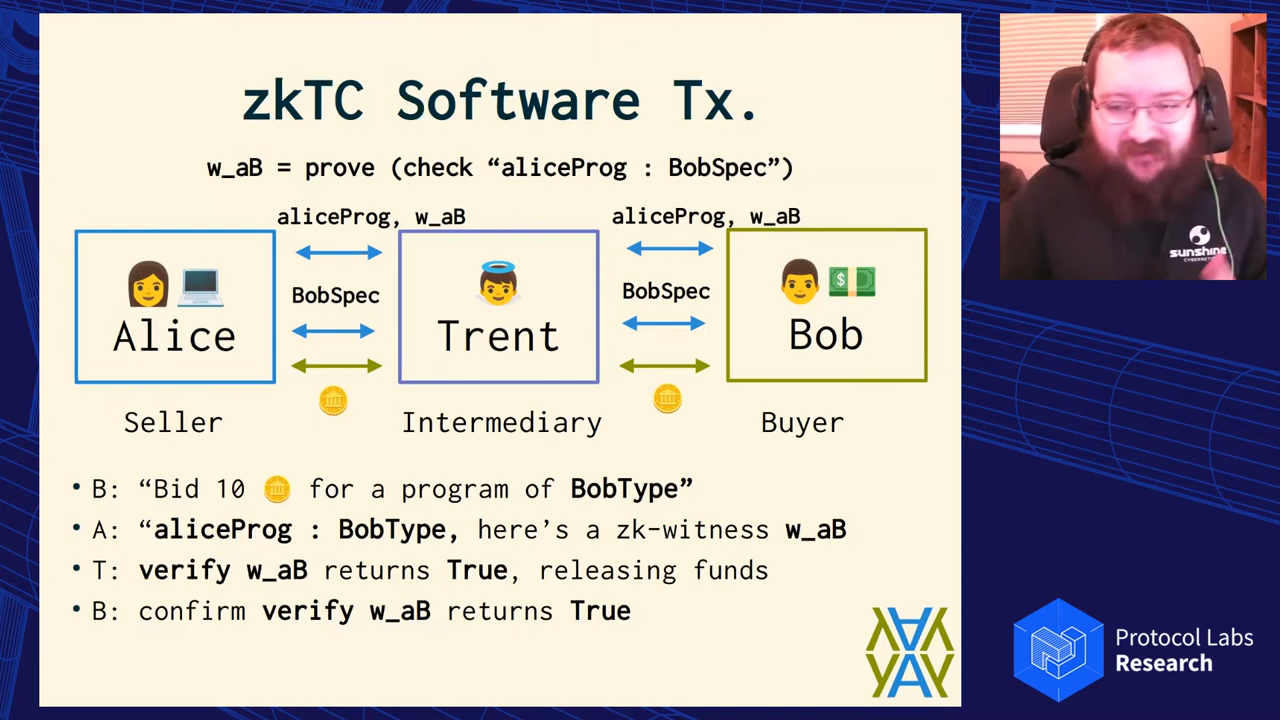 zkTC Software Tx.
w_aB = prove (check “aliceProg : BobSpec”)
aliceProg, w_aB
aliceProg, w_aB
BobSpec
BobSpec
Alice
Trent
Bob
Seller
Intermediary
Buyer
• B: “Bid 10 for a program of BobType”
• A: “aliceProg : BobType, here’s a zk-witness w_aB
• T: verify w_aB returns True, releasing funds
• B: confirm verify w_aB returns True
sunshine
CYBERNETICS
Protocol Labs
Research